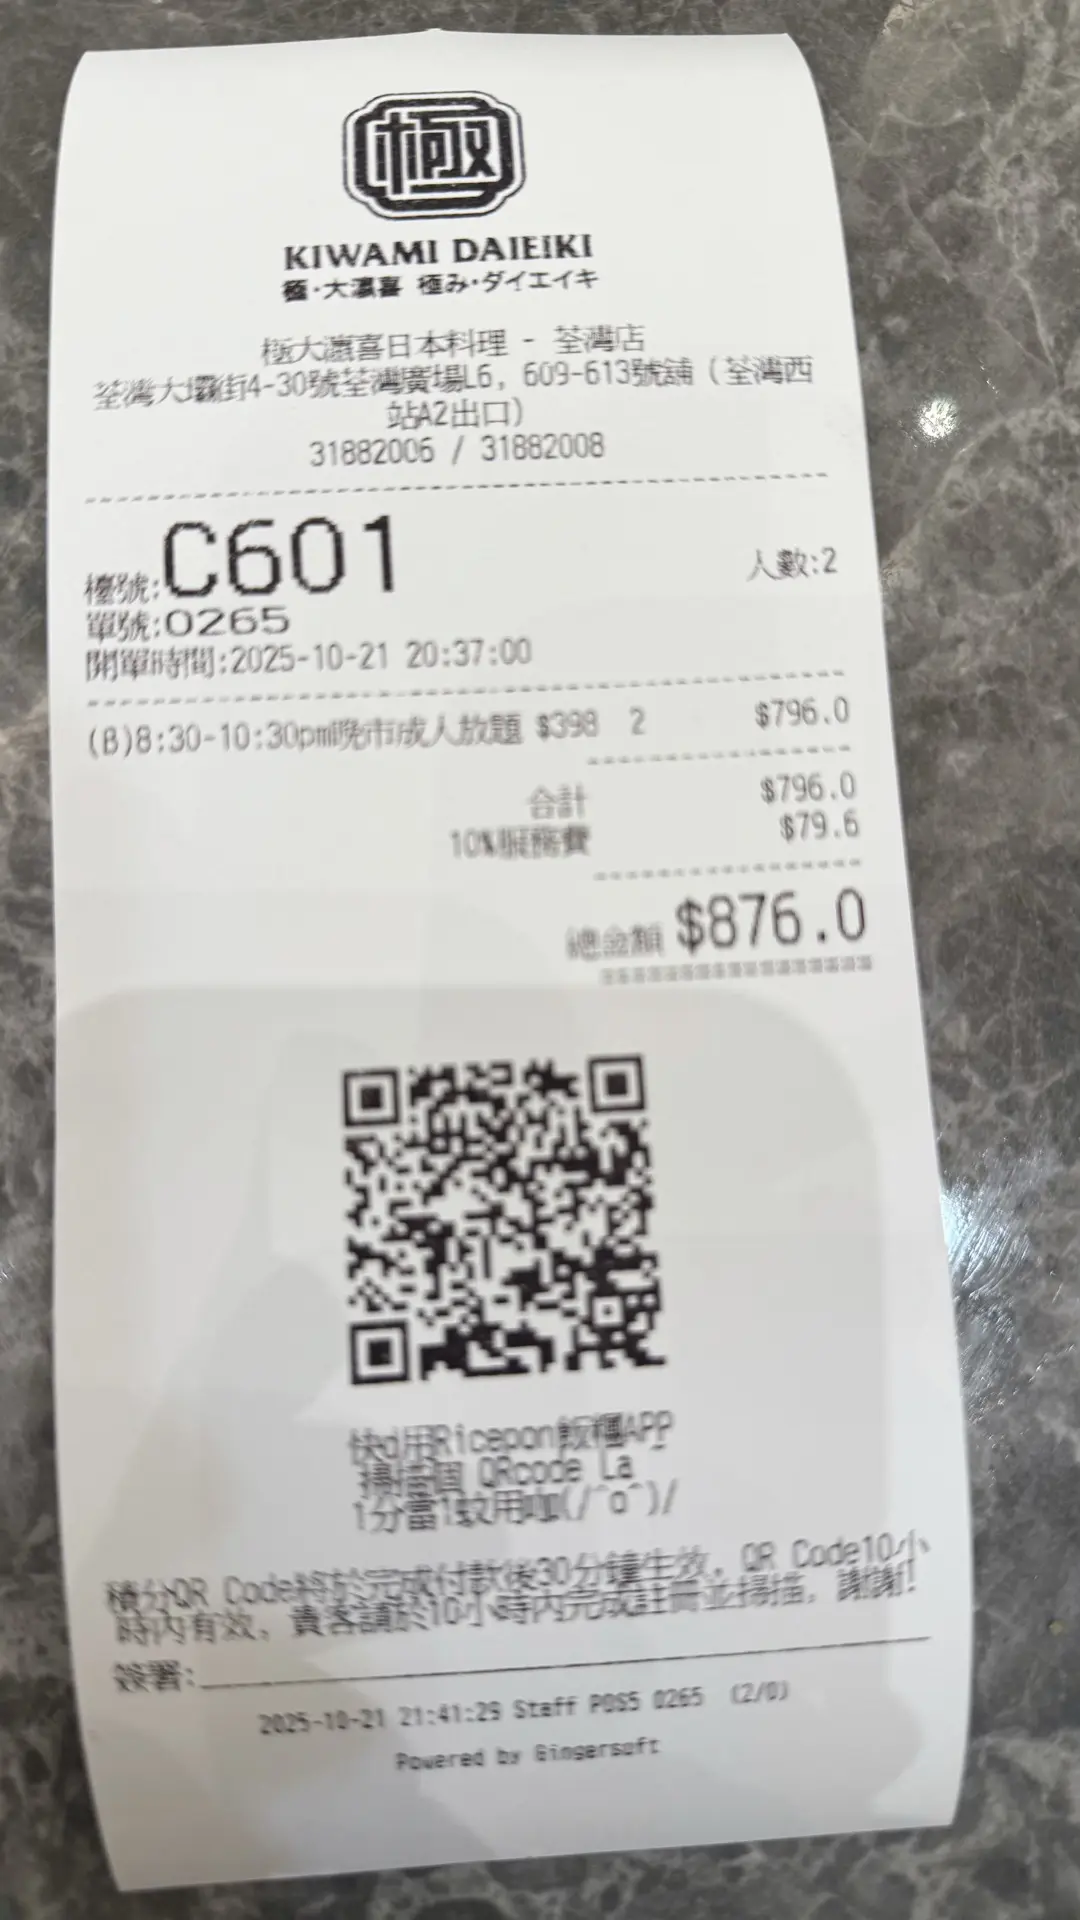 極
KIWAMI DAIEIKI
極・大瀛喜 極み・ダイエイキ
極大瀛喜日本料理 - 荃灣店
荃灣大壩街4-30號荃灣廣場L6, 609-613號舖 (荃灣西
站A2出口)
31882006 / 31882008
檯號:C601 人數:2
單號:0265
開單時間:2025-10-21 20:37:00
(B)8:30-10:30pm晚市成人放題 $398 2 $796.0
合計 $796.0
10%服務費 $79.6
總金額 $876.0
快d用Ricepon飯糰APP
掃描個 QRcode La
1分當1蚊用㗎(/^o^)/
積分QR Code將於完成付款後30分鐘生效, QR Code10小
時內有效, 貴客請於10小時內完成註冊並掃描, 謝謝!
簽署:
2025-10-21 21:41:29 Staff POS5 0265 (2/0)
Powered by Gingersoft